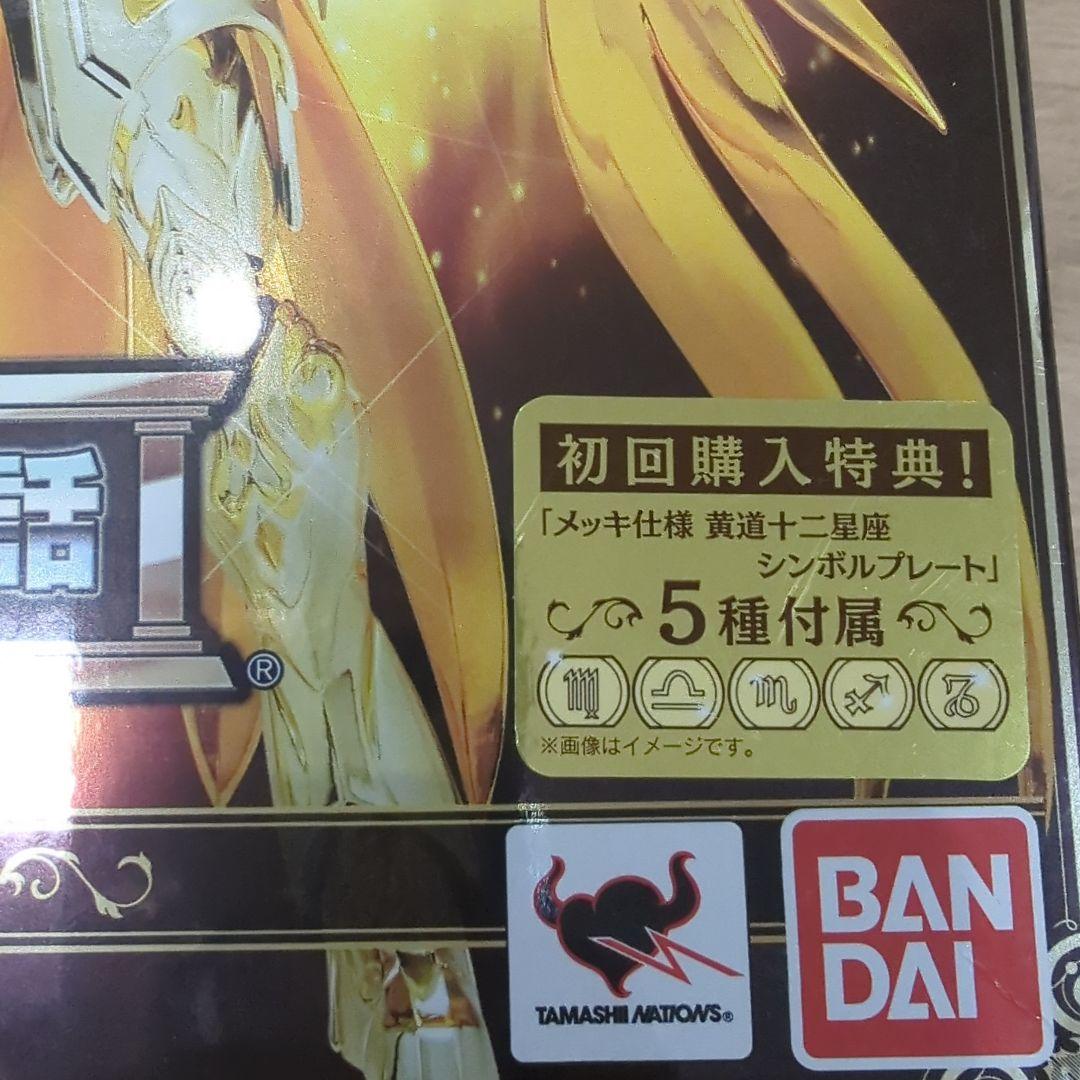 話
®
初回購入特典!
「メッキ仕様 黄道十二星座
シンボルプレート」
5種付属
※画像はイメージです。
TAMASHII NATIONS®
BAN
DAI